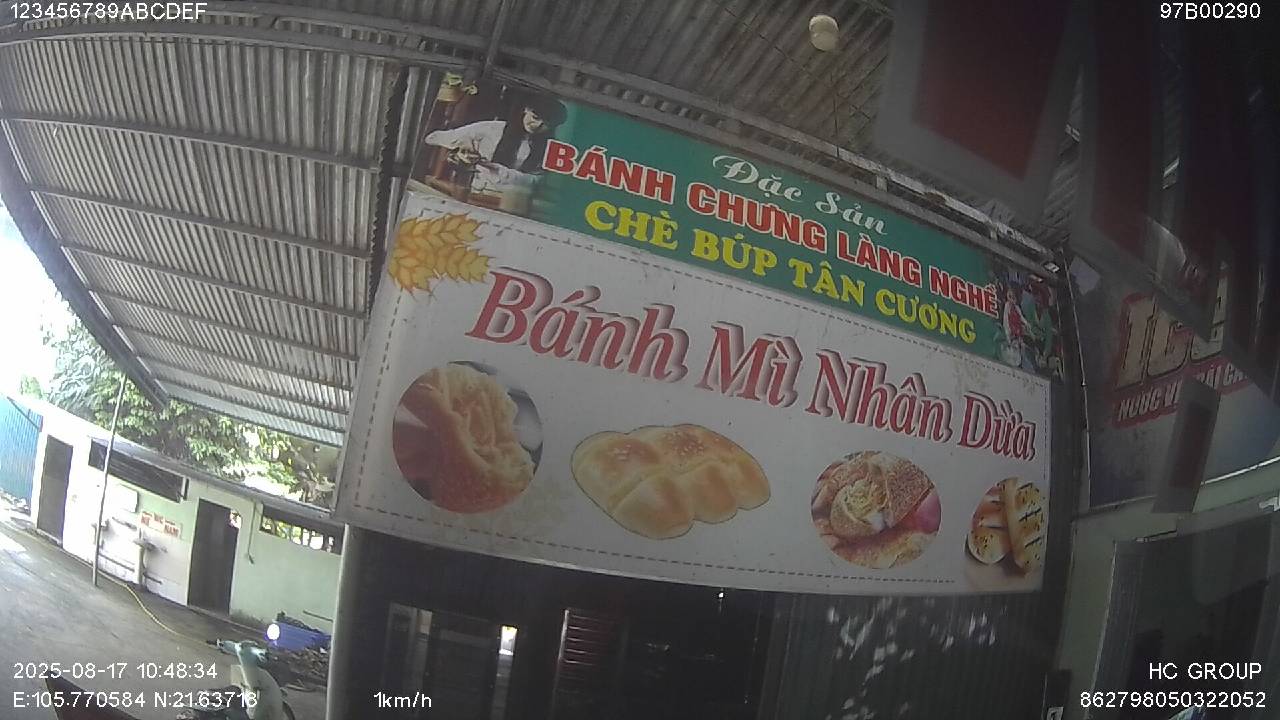 123456789ABCDEF
97B00290
Đặc Sản
BÁNH CHƯNG LÀNG NGHỀ
CHÈ BÚP TÂN CƯƠNG
Bánh Mì Nhân Dừa
NƯỚC
2025-08-17 10:48:34
E:105.770584 N:21.63718
1km/h
HC GROUP
862798050322052